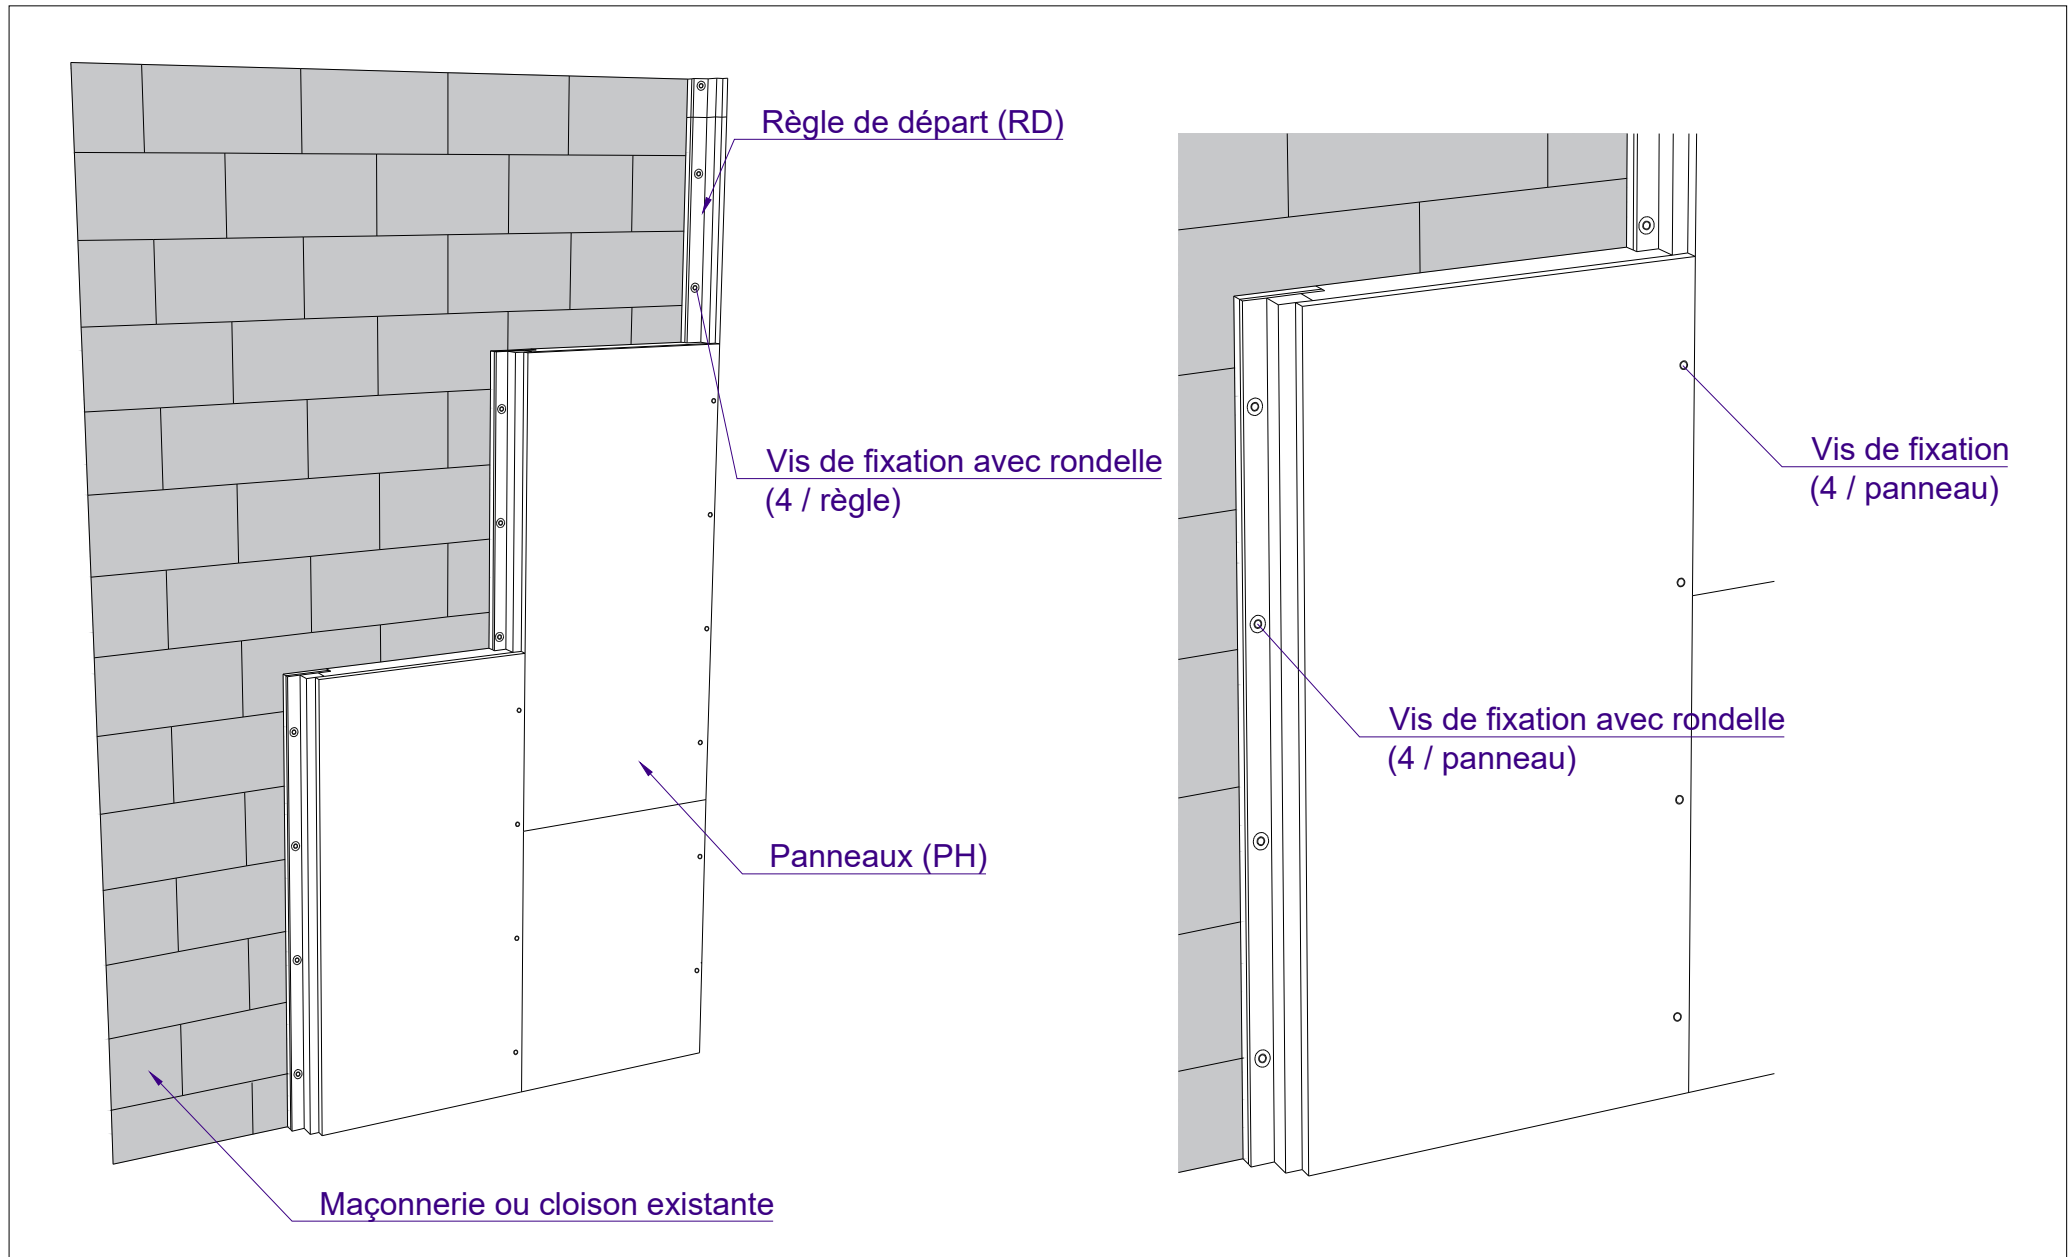 Règle de départ (RD)
Vis de fixation avec rondelle
(4 / règle)
Panneaux (PH)
Maçonnerie ou cloison existante
Vis de fixation
(4 / panneau)
Vis de fixation avec rondelle
(4 / panneau)